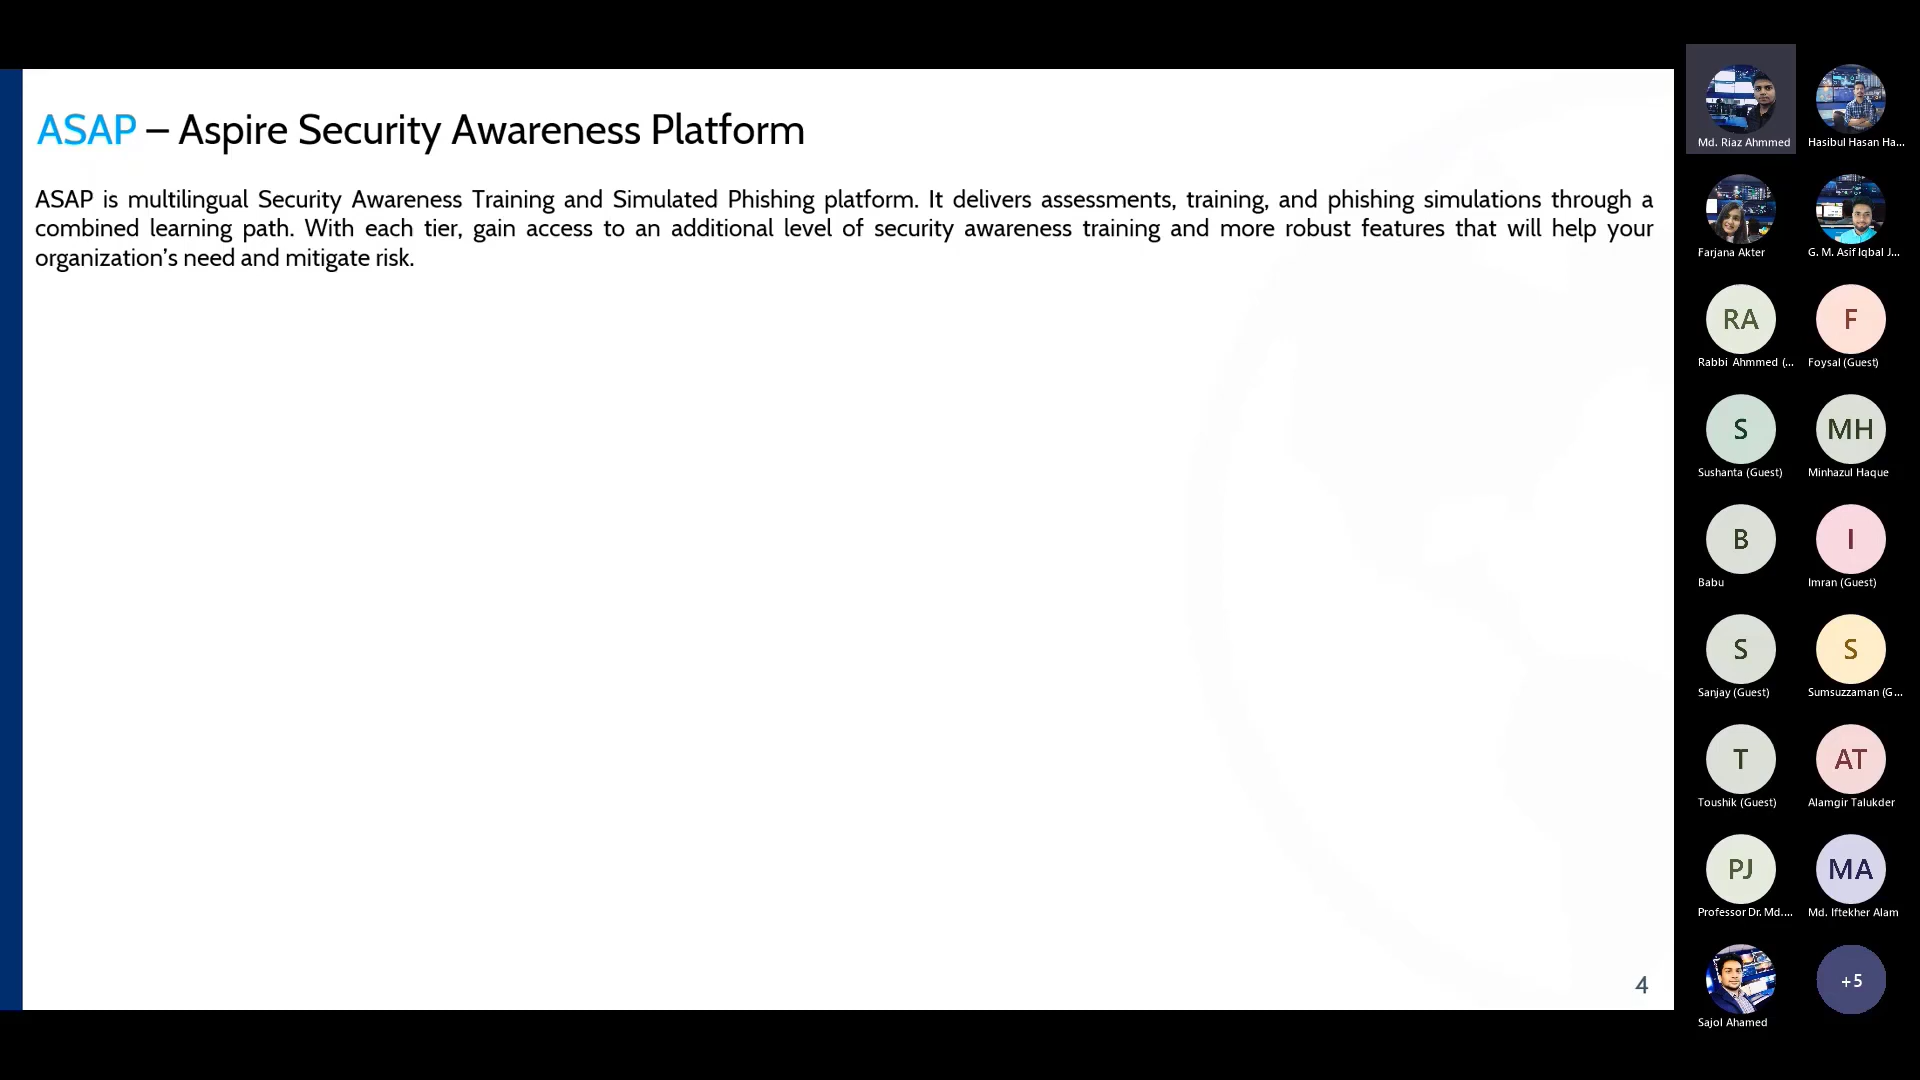 ASAP – Aspire Security Awareness Platform
ASAP is multilingual Security Awareness Training and Simulated Phishing platform. It delivers assessments, training, and phishing simulations through a
combined learning path. With each tier, gain access to an additional level of security awareness training and more robust features that will help your
organization’s need and mitigate risk.
4
Md. Riaz Ahmmed
Hasibul Hasan Ha...
Farjana Akter
G. M. Asif Iqbal J...
RA
F
Rabbi Ahmmed (...
Foysal (Guest)
S
MH
Sushanta (Guest)
Minhazul Haque
B
I
Babu
Imran (Guest)
S
S
Sanjay (Guest)
Sumsuzzaman (G...
T
AT
Toushik (Guest)
Alamgir Talukder
PJ
MA
Professor Dr. Md....
Md. Iftekher Alam
+5
Sajol Ahamed